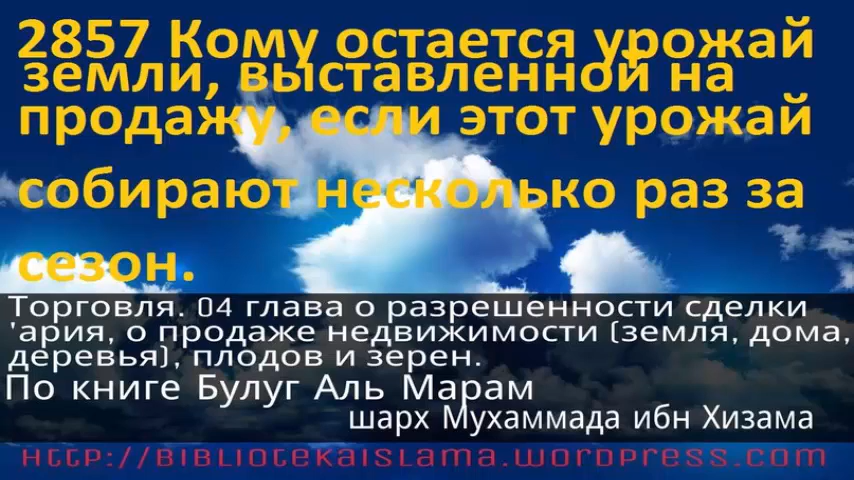 2857 Кому остается урожай
земли, выставленной на
продажу, если этот урожай
собирают несколько раз за
сезон.
Торговля. 04 глава о разрешенности сделки
'ария, о продаже недвижимости (земля, дома,
деревья), плодов и зерен.
По книге Булуг Аль Марам
шарх Мухаммада ибн Хизама
HTTP://BIBLIOTEKAISLAMA.WORDPRESS.COM